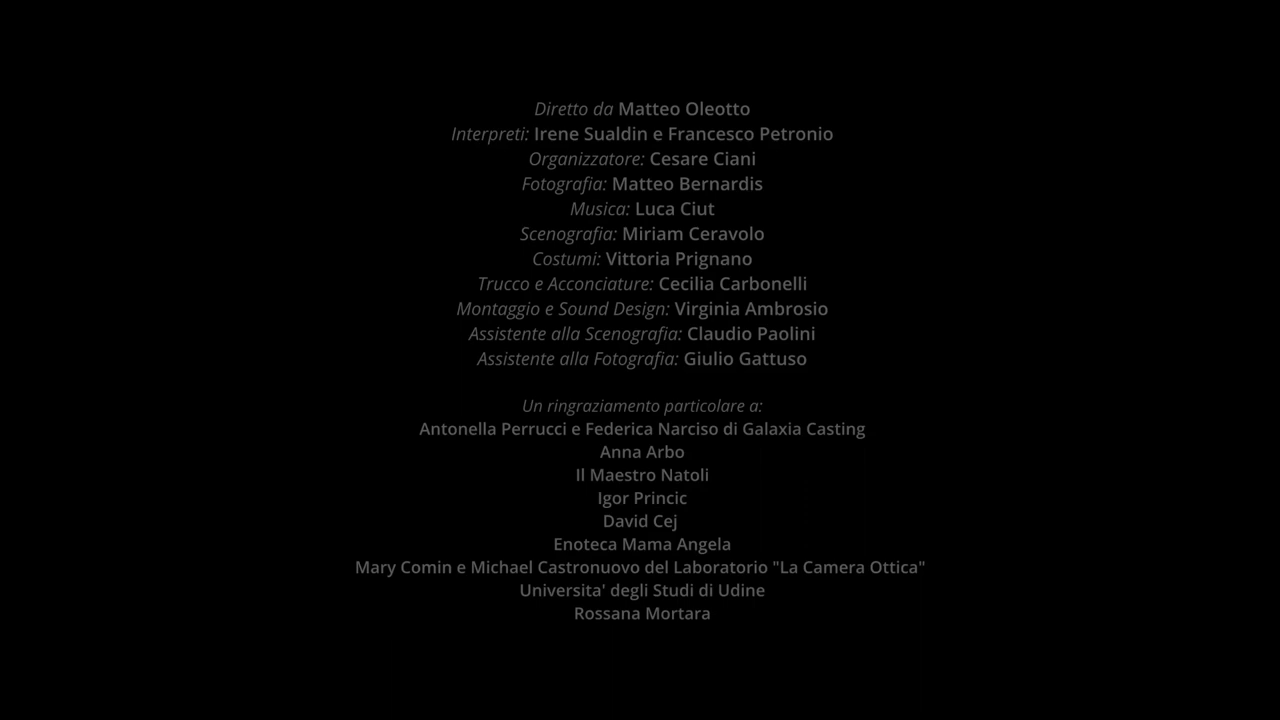 Diretto da Matteo Oleotto
Interpreti: Irene Sualdin e Francesco Petronio
Organizzatore: Cesare Ciani
Fotografia: Matteo Bernardis
Musica: Luca Ciut
Scenografia: Miriam Ceravolo
Costumi: Vittoria Prignano
Trucco e Acconciature: Cecilia Carbonelli
Montaggio e Sound Design: Virginia Ambrosio
Assistente alla Scenografia: Claudio Paolini
Assistente alla Fotografia: Giulio Gattuso
Un ringraziamento particolare a:
Antonella Perrucci e Federica Narciso di Galaxia Casting
Anna Arbo
Il Maestro Natoli
Igor Princic
David Cej
Enoteca Mama Angela
Mary Comin e Michael Castronuovo del Laboratorio "La Camera Ottica"
Universita' degli Studi di Udine
Rossana Mortara